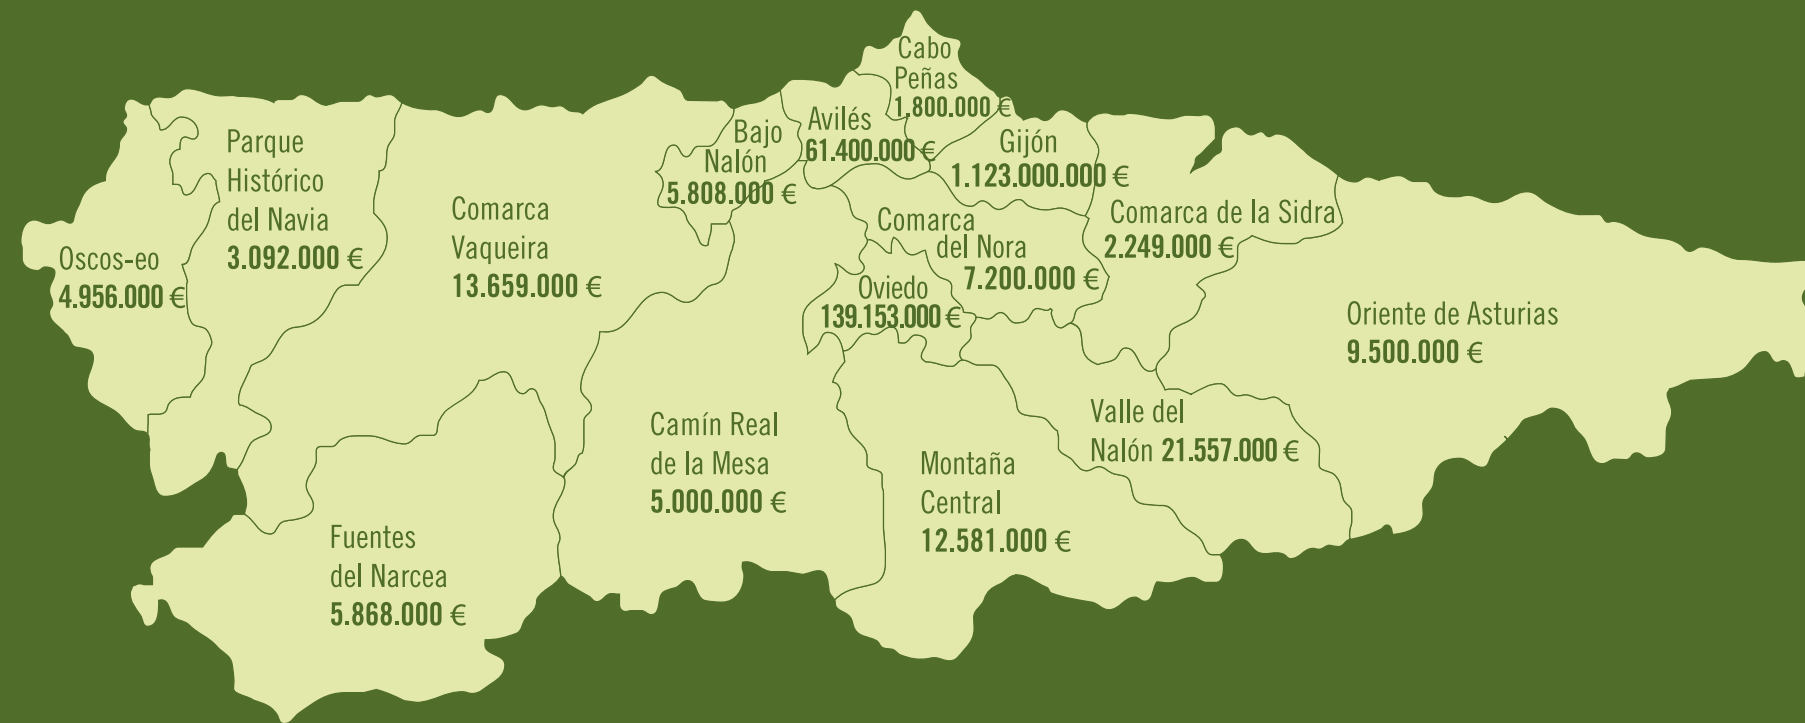 Cabo
Peñas
1.800.000 €
Avilés
61.400.000 €
Bajo
Nalón
5.808.000 €
Gijón
1.123.000.000 €
Parque
Histórico
del Navia
3.092.000 €
Comarca
Vaqueira
13.659.000 €
Oscos-eo
4.956.000 €
Comarca
del Nora
7.200.000 €
Comarca de la Sidra
2.249.000 €
Oviedo
139.153.000 €
Oriente de Asturias
9.500.000 €
Camín Real
de la Mesa
5.000.000 €
Valle del
Nalón 21.557.000 €
Montaña
Central
12.581.000 €
Fuentes
del Narcea
5.868.000 €